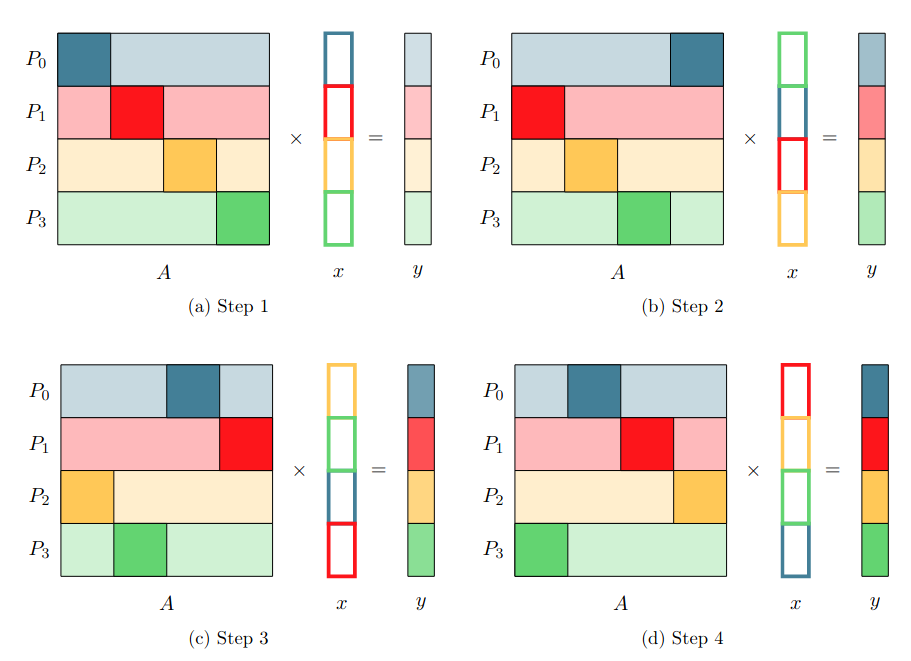 P0
P1
P2
P3
×
=
A
x
y
(a) Step 1
P0
P1
P2
P3
×
=
A
x
y
(b) Step 2
P0
P1
P2
P3
×
=
A
x
y
(c) Step 3
P0
P1
P2
P3
×
=
A
x
y
(d) Step 4